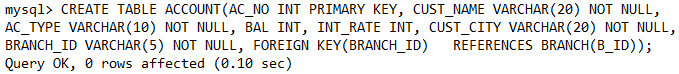 mysql> CREATE TABLE ACCOUNT(AC_NO INT PRIMARY KEY, CUST_NAME VARCHAR(20) NOT NULL,
AC_TYPE VARCHAR(10) NOT NULL, BAL INT, INT_RATE INT, CUST_CITY VARCHAR(20) NOT NULL,
BRANCH_ID VARCHAR(5) NOT NULL, FOREIGN KEY(BRANCH_ID)   REFERENCES BRANCH(B_ID));
Query OK, 0 rows affected (0.10 sec)